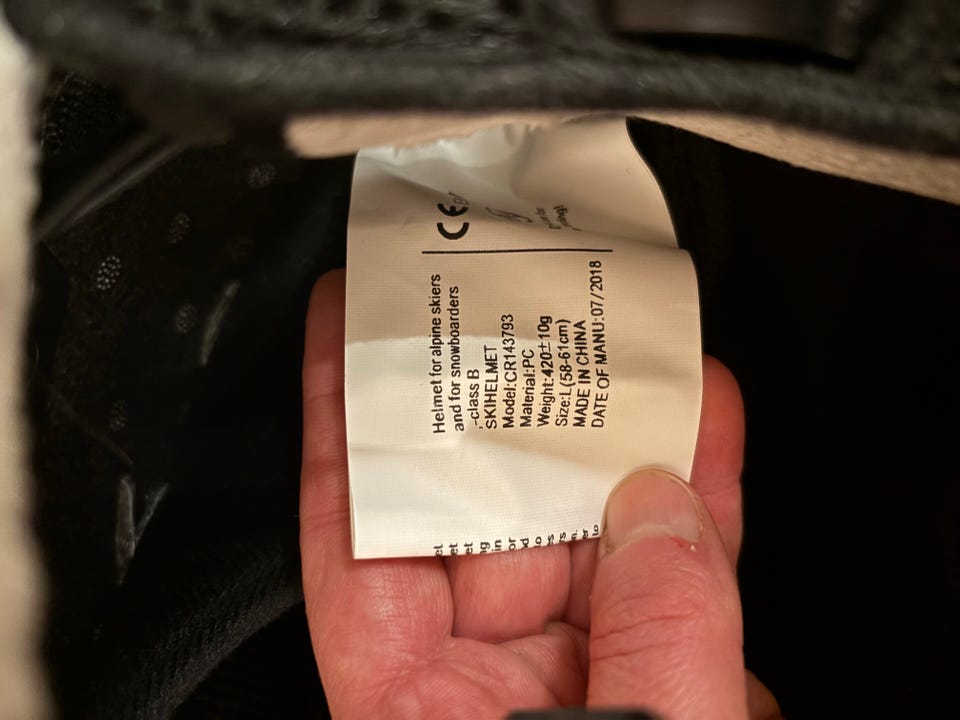 CE
Helmet for alpine skiers
and for snowboarders
,-class B
SKIHELMET
Model:CR143793
Material:PC
Weight:420±10g
Size:L(58-61cm)
MADE IN CHINA
DATE OF MANU:07/2018